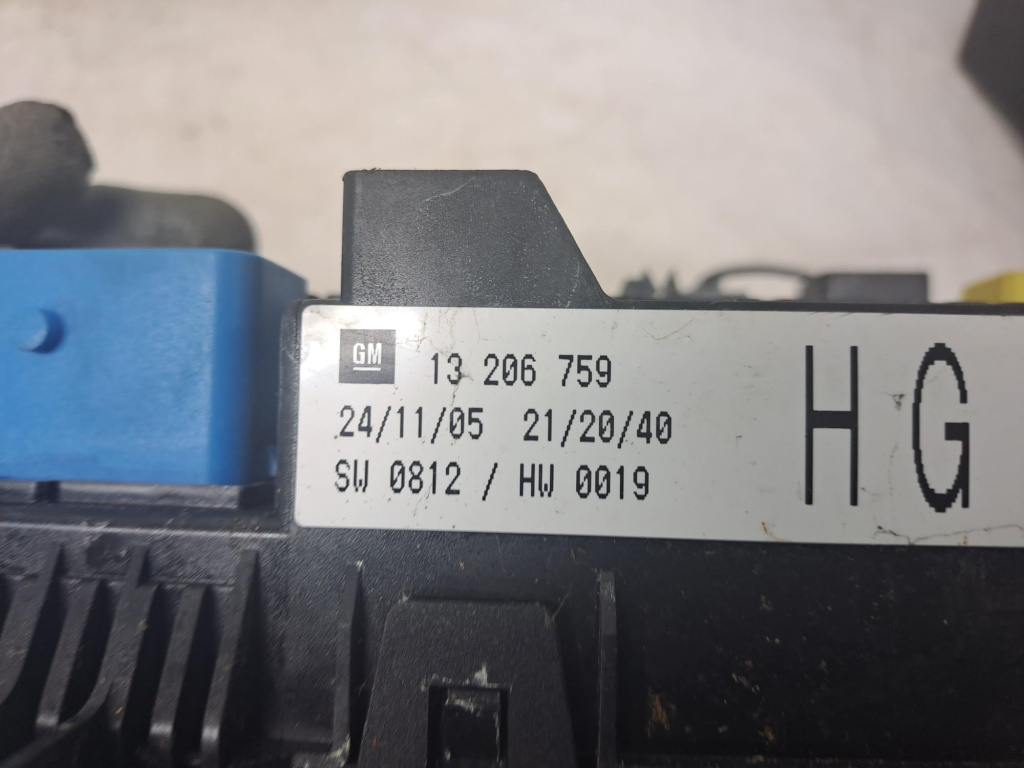 GM 13 206 759
24/11/05 21/20/40
SW 0812 / HW 0019
HG